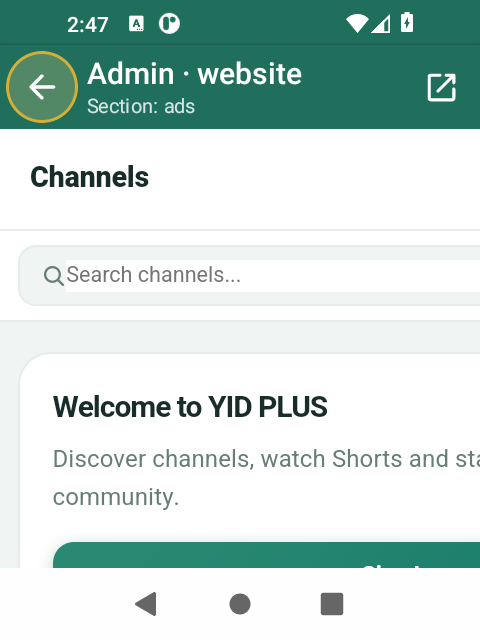 2:47
Admin · website
Section: ads
Channels
Search channels...
Welcome to YID PLUS
Discover channels, watch Shorts and
community.